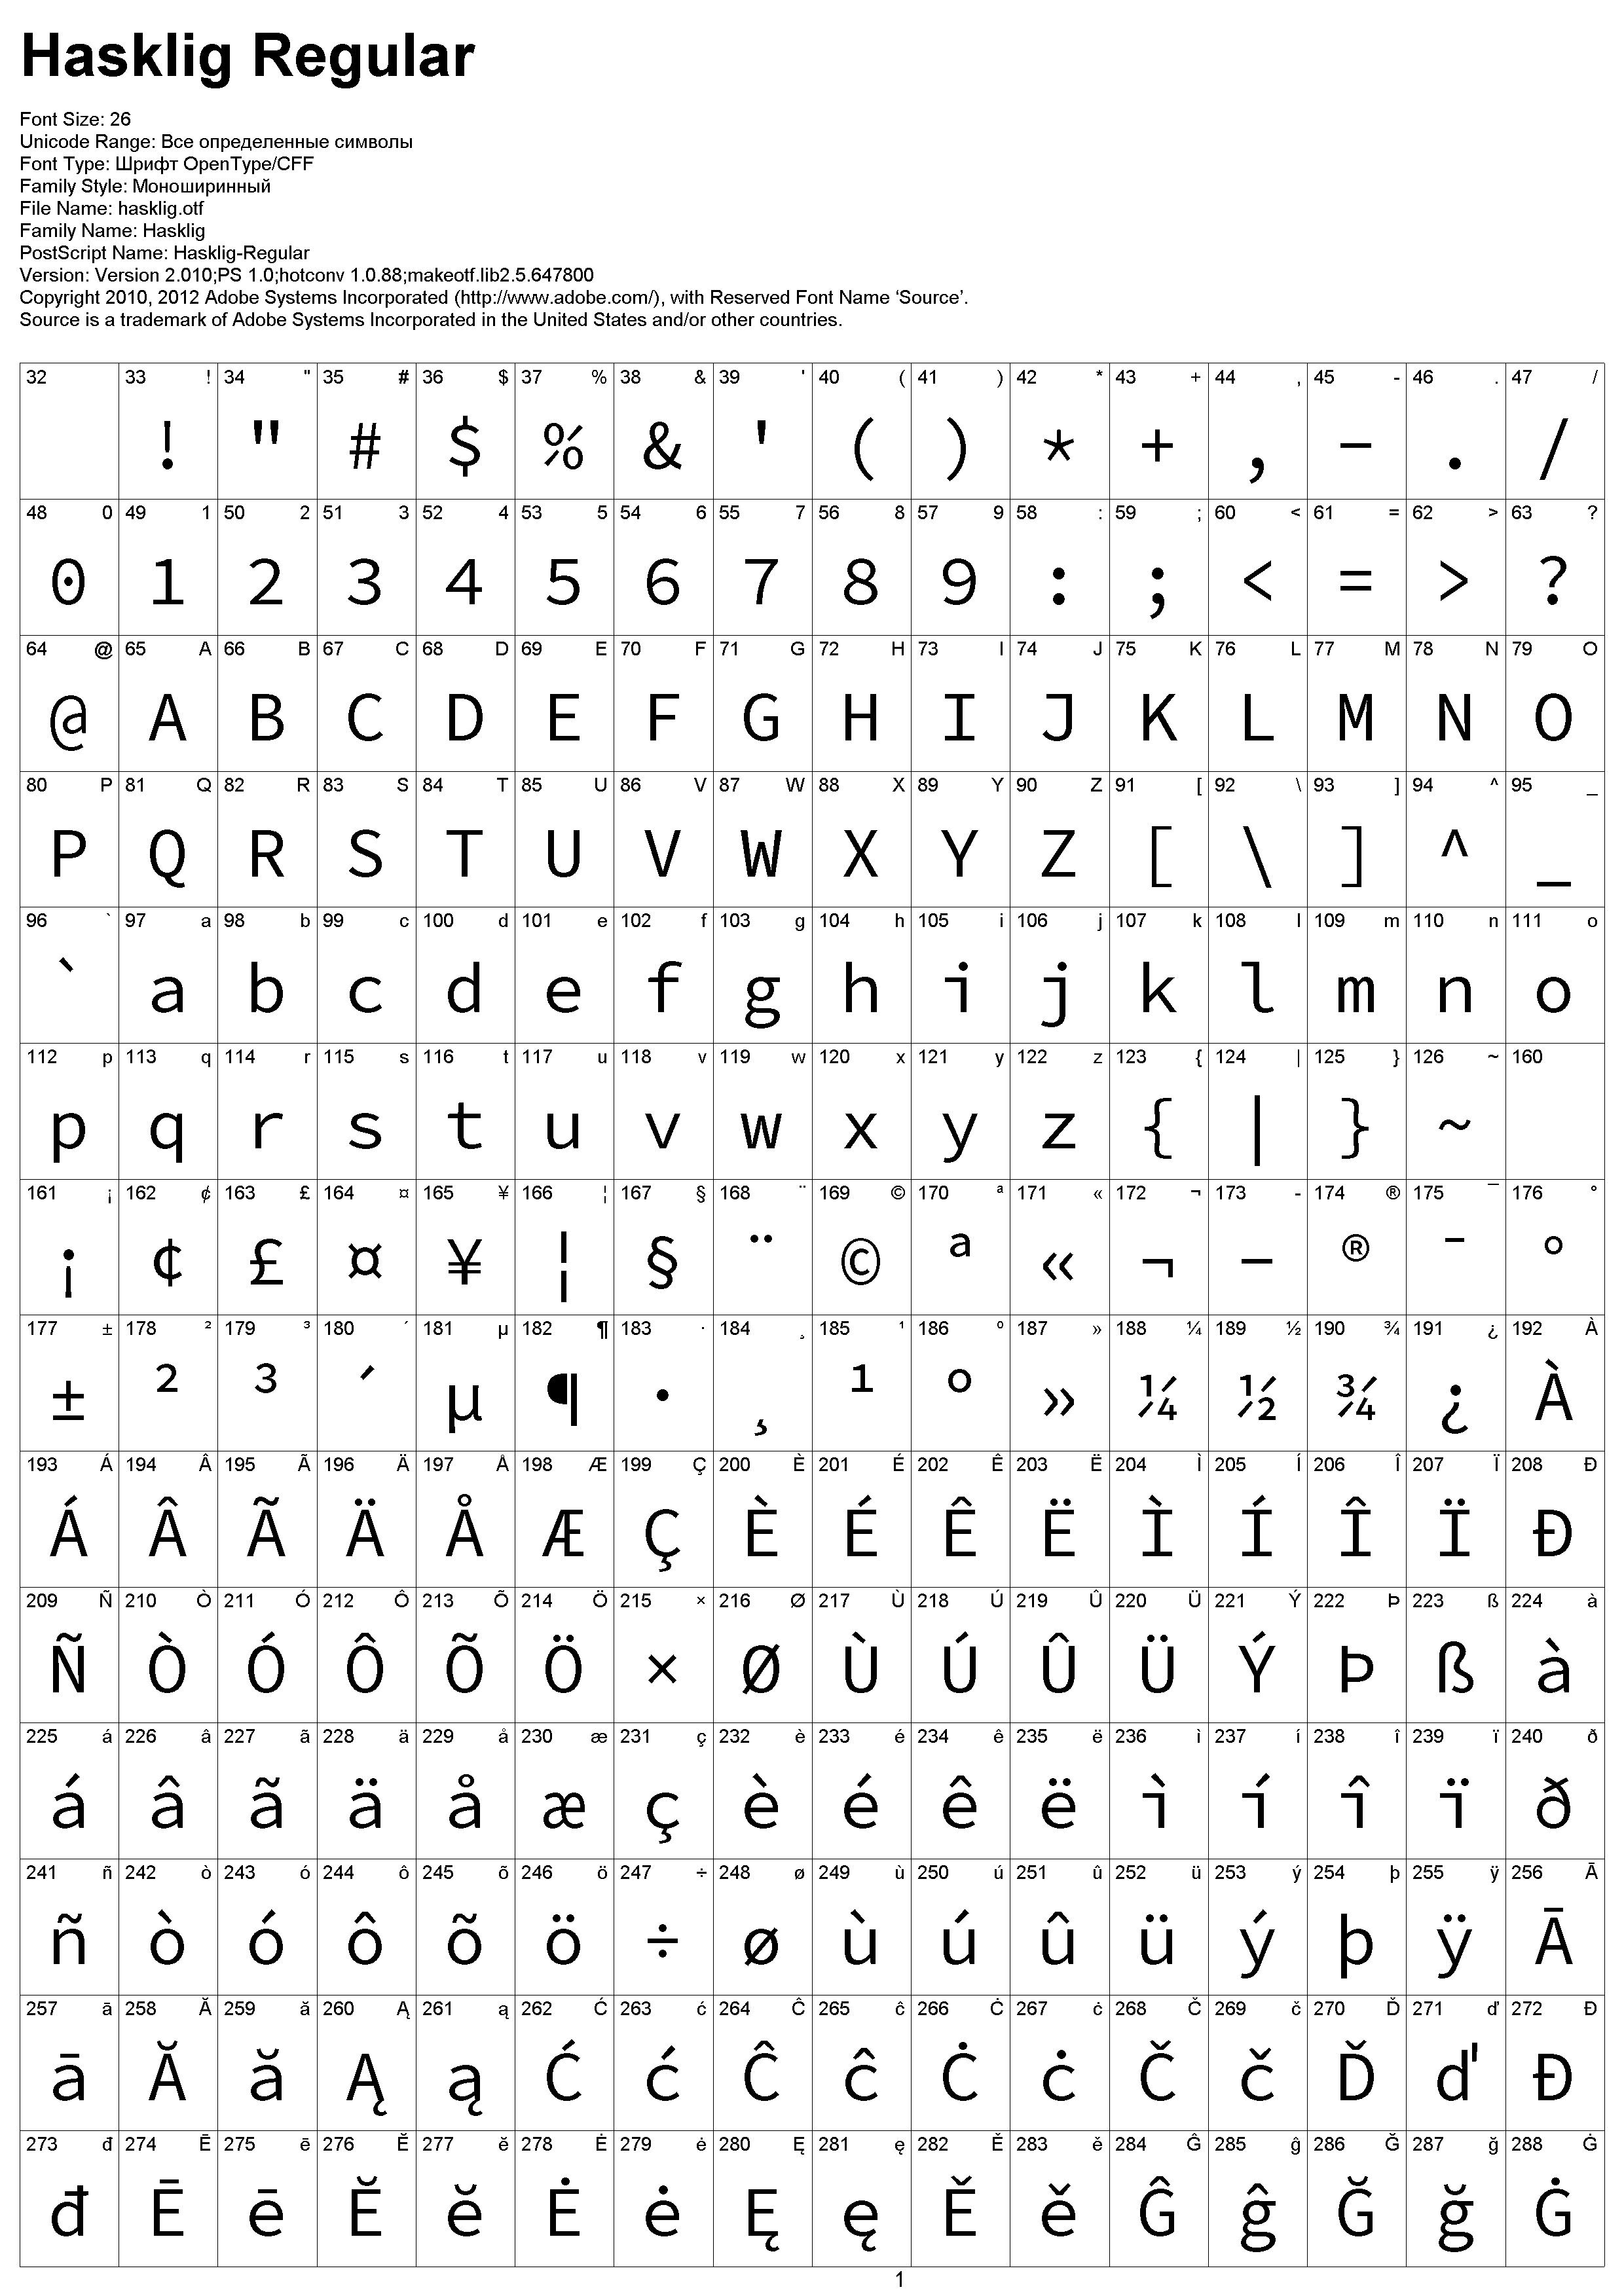 Hasklig Regular
Font Size: 26
Unicode Range: Все определенные символы
Font Type: Шрифт OpenType/CFF
Family Style: Моноширинный
File Name: hasklig.otf
Family Name: Hasklig
PostScript Name: Hasklig-Regular
Version: Version 2.010;PS 1.0;hotconv 1.0.88;makeotf.lib2.5.647800
Copyright 2010, 2012 Adobe Systems Incorporated (http://www.adobe.com/), with Reserved Font Name ‘Source’.
Source is a trademark of Adobe Systems Incorporated in the United States and/or other countries.
32 33 ! 34 " 35 # 36 $ 37 % 38 & 39 ' 40 ( 41 ) 42 * 43 + 44 , 45 - 46 . 47 /
! " # $ % & ' ( ) * + , - . /
48 0 49 1 50 2 51 3 52 4 53 5 54 6 55 7 56 8 57 9 58 : 59 ; 60 < 61 = 62 > 63 ?
0 1 2 3 4 5 6 7 8 9 : ; < = > ?
64 @ 65 A 66 B 67 C 68 D 69 E 70 F 71 G 72 H 73 I 74 J 75 K 76 L 77 M 78 N 79 O
@ A B C D E F G H I J K L M N O
80 P 81 Q 82 R 83 S 84 T 85 U 86 V 87 W 88 X 89 Y 90 Z 91 [ 92 \ 93 ] 94 ^ 95 _
P Q R S T U V W X Y Z [ \ ] ^ _
96 ` 97 a 98 b 99 c 100 d 101 e 102 f 103 g 104 h 105 i 106 j 107 k 108 l 109 m 110 n 111 o
` a b c d e f g h i j k l m n o
112 p 113 q 114 r 115 s 116 t 117 u 118 v 119 w 120 x 121 y 122 z 123 { 124 | 125 } 126 ~ 160
p q r s t u v w x y z { | } ~
161 ¡ 162 ¢ 163 £ 164 ¤ 165 ¥ 166 ¦ 167 § 168 ¨ 169 © 170 ª 171 « 172 ¬ 173 - 174 ® 175 ¯ 176 °
¡ ¢ £ ¤ ¥ ¦ § ¨ © ª « ¬ - ® ¯ °
177 ± 178 ² 179 ³ 180 ´ 181 µ 182 ¶ 183 · 184 ¸ 185 ¹ 186 º 187 » 188 ¼ 189 ½ 190 ¾ 191 ¿ 192 À
± ² ³ ´ µ ¶ · ¸ ¹ º » ¼ ½ ¾ ¿ À
193 Á 194 Â 195 Ã 196 Ä 197 Å 198 Æ 199 Ç 200 È 201 É 202 Ê 203 Ë 204 Ì 205 Í 206 Î 207 Ï 208 Ð
Á Â Ã Ä Å Æ Ç È É Ê Ë Ì Í Î Ï Ð
209 Ñ 210 Ò 211 Ó 212 Ô 213 Õ 214 Ö 215 × 216 Ø 217 Ù 218 Ú 219 Û 220 Ü 221 Ý 222 Þ 223 ß 224 à
Ñ Ò Ó Ô Õ Ö × Ø Ù Ú Û Ü Ý Þ ß à
225 á 226 â 227 ã 228 ä 229 å 230 æ 231 ç 232 è 233 é 234 ê 235 ë 236 ì 237 í 238 î 239 ï 240 ð
á â ã ä å æ ç è é ê ë ì í î ï ð
241 ñ 242 ò 243 ó 244 ô 245 õ 246 ö 247 ÷ 248 ø 249 ù 250 ú 251 û 252 ü 253 ý 254 þ 255 ÿ 256 Ā
ñ ò ó ô õ ö ÷ ø ù ú û ü ý þ ÿ Ā
257 ā 258 Ă 259 ă 260 Ą 261 ą 262 Ć 263 ć 264 Ĉ 265 ĉ 266 Ċ 267 ċ 268 Č 269 č 270 Ď 271 ď 272 Đ
ā Ă ă Ą ą Ć ć Ĉ ĉ Ċ ċ Č č Ď ď Đ
273 đ 274 Ē 275 ē 276 Ĕ 277 ĕ 278 Ė 279 ė 280 Ę 281 ę 282 Ě 283 ě 284 Ĝ 285 ĝ 286 Ğ 287 ğ 288 Ġ
đ Ē ē Ĕ ĕ Ė ė Ę ę Ě ě Ĝ ĝ Ğ ğ Ġ
1